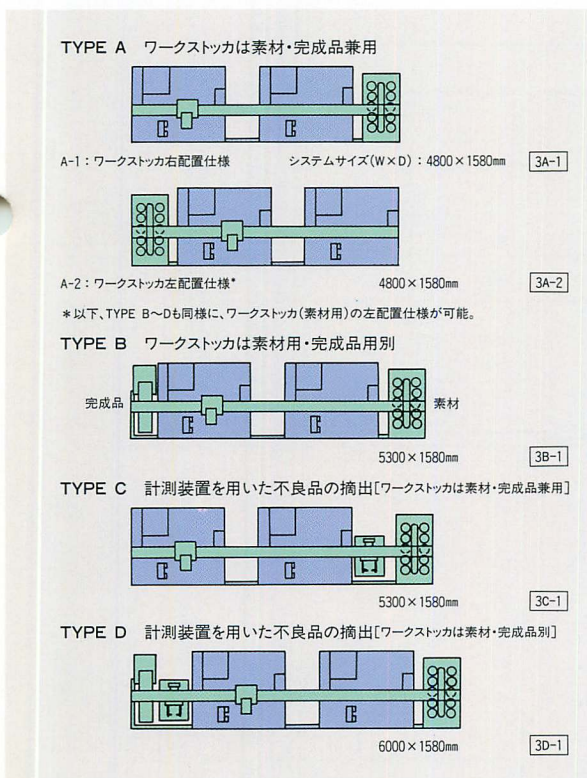 TYPE A ワークストッカは素材・完成品兼用
A-1：ワークストッカ右配置仕様 システムサイズ(W×D)：4800×1580mm 3A-1
A-2：ワークストッカ左配置仕様* 4800×1580mm 3A-2
*以下、TYPE B〜Dも同様に、ワークストッカ(素材用)の左配置仕様が可能。
TYPE B ワークストッカは素材用・完成品用別
完成品 素材
5300×1580mm 3B-1
TYPE C 計測装置を用いた不良品の摘出[ワークストッカは素材・完成品兼用]
5300×1580mm 3C-1
TYPE D 計測装置を用いた不良品の摘出[ワークストッカは素材・完成品別]
6000×1580mm 3D-1